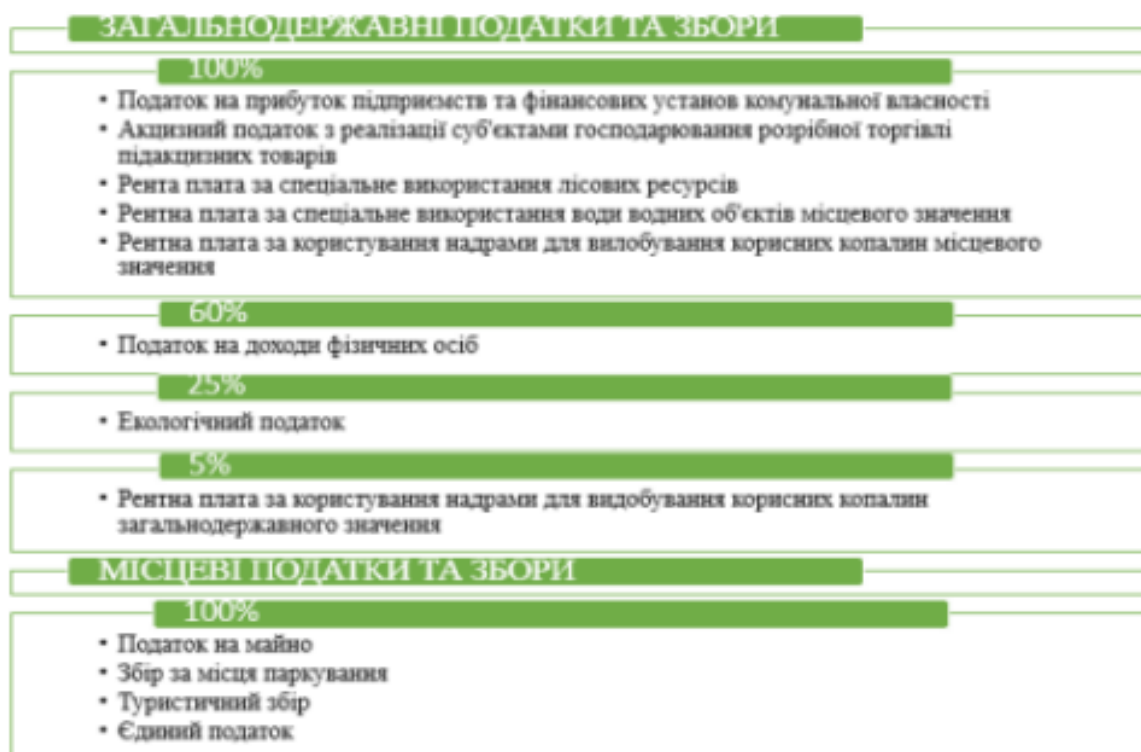 ЗАГАЛЬНОДЕРЖАВНІ ПОДАТКИ ТА ЗБОРИ
100%
• Податок на прибуток підприємств та фінансових установ комунальної власності
• Акцизний податок з реалізації суб'єктами господарювання розрібної торгівлі
підакцизних товарів
• Рента плата за спеціальне використання лісових ресурсів
• Рентна плата за спеціальне використання води водних об'єктів місцевого значення
• Рентна плата за користування надрами для вилобування корисних копалин місцевого
значення
60%
• Податок на доходи фізичних осіб
25%
• Екологічний податок
5%
• Рентна плата за користування надрами для видобування корисних копалин
загальнодержавного значення
МІСЦЕВІ ПОДАТКИ ТА ЗБОРИ
100%
• Податок на майно
• Збір за місця паркування
• Туристичний збір
• Єдиний податок